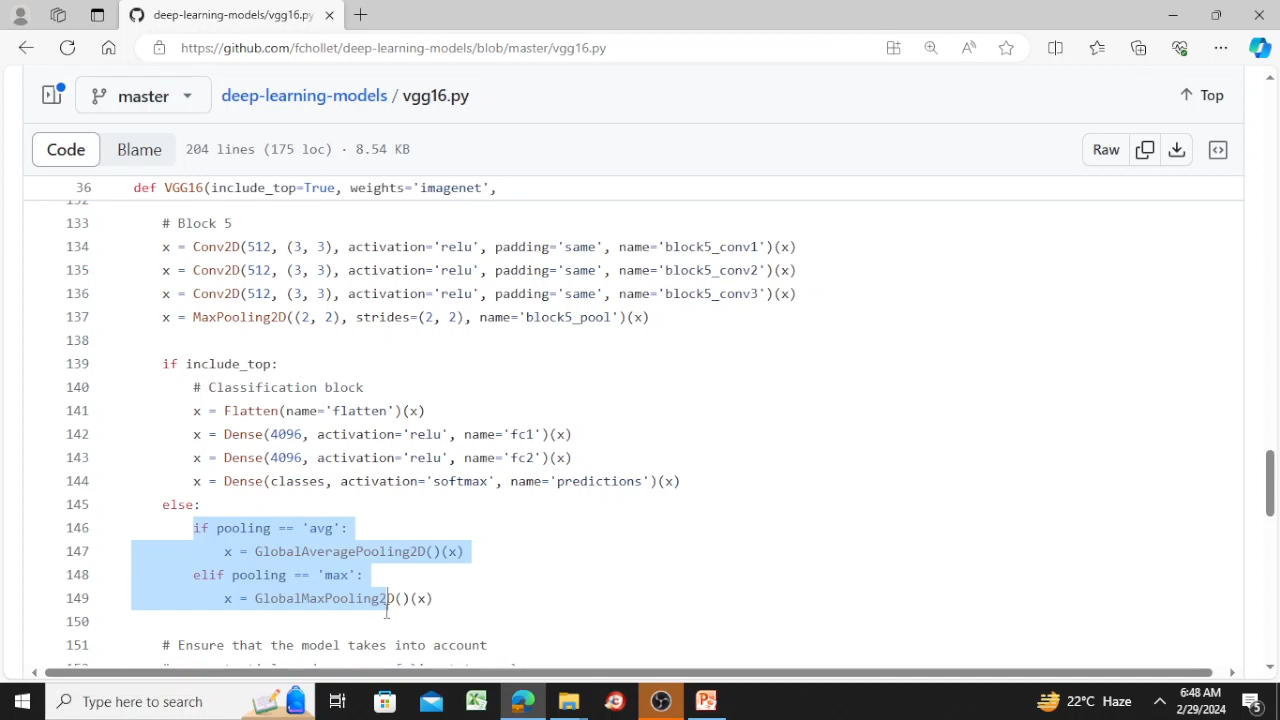 deep-learning-models/vgg16.py
https://github.com/fchollet/deep-learning-models/blob/master/vgg16.py
master
deep-learning-models / vgg16.py
Top
Code
Blame
204 lines (175 loc) · 8.54 KB
Raw
36 def VGG16(include_top=True, weights='imagenet',
133 # Block 5
134 x = Conv2D(512, (3, 3), activation='relu', padding='same', name='block5_conv1')(x)
135 x = Conv2D(512, (3, 3), activation='relu', padding='same', name='block5_conv2')(x)
136 x = Conv2D(512, (3, 3), activation='relu', padding='same', name='block5_conv3')(x)
137 x = MaxPooling2D((2, 2), strides=(2, 2), name='block5_pool')(x)
138
139 if include_top:
140 # Classification block
141 x = Flatten(name='flatten')(x)
142 x = Dense(4096, activation='relu', name='fc1')(x)
143 x = Dense(4096, activation='relu', name='fc2')(x)
144 x = Dense(classes, activation='softmax', name='predictions')(x)
145 else:
146 if pooling == 'avg':
147 x = GlobalAveragePooling2D()(x)
148 elif pooling == 'max':
149 x = GlobalMaxPooling2D()(x)
150
151 # Ensure that the model takes into account
Type here to search
22°C Haze
6:48 AM
2/29/2024
5